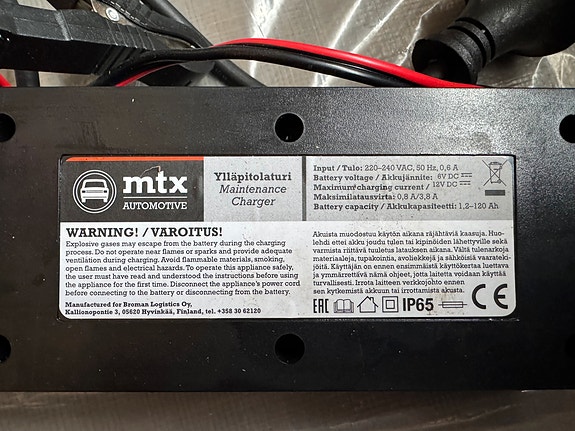 mtx
AUTOMOTIVE
Ylläpitolaturi
Maintenance
Charger
Input / Tulo: 220–240 VAC, 50 Hz, 0,6 A
Battery voltage / Akkujännite: 6V DC ⎓
Maximum charging current / 12V DC ⎓
Maksimilatausvirta: 0,8 A/3,8 A
Battery capacity / Akkukapasiteetti: 1,2–120 Ah
WARNING! / VAROITUS!
Explosive gases may escape from the battery during the charging
process. Do not operate near flames or sparks and provide adequate
ventilation during charging. Avoid flammable materials, smoking,
open flames and electrical hazards. To operate this appliance safely,
the user must have read and understood the instructions before using
the appliance for the first time. Disconnect the appliance's power cord
before connecting to the battery or disconnecting from the battery.
Manufactured for Broman Logistics OY,
Kallionopontie 3, 05620 Hyvinkää, Finland, tel. +358 30 62120
Akuista muodostuu käytön aikana räjähtäviä kaasuja. Huo-
lehdi ettei akku joudu tulen tai kipinöiden lähettyville sekä
varmista riittävä tuuletus latauksen aikana. Vältä tulenarkoja
materiaaleja, tupakointia, avoliekkejä ja sähköisiä vaarateki-
jöitä. Käyttäjän on ennen ensimmäistä käyttökertaa luettava
ja ymmärrettävä nämä ohjeet, jotta laitetta voidaan käyttää
turvallisesti. Irrota laitteen verkkojohto ennen
sen kytkemistä akkuun tai irrottamista akusta.
EAC IP65 CE